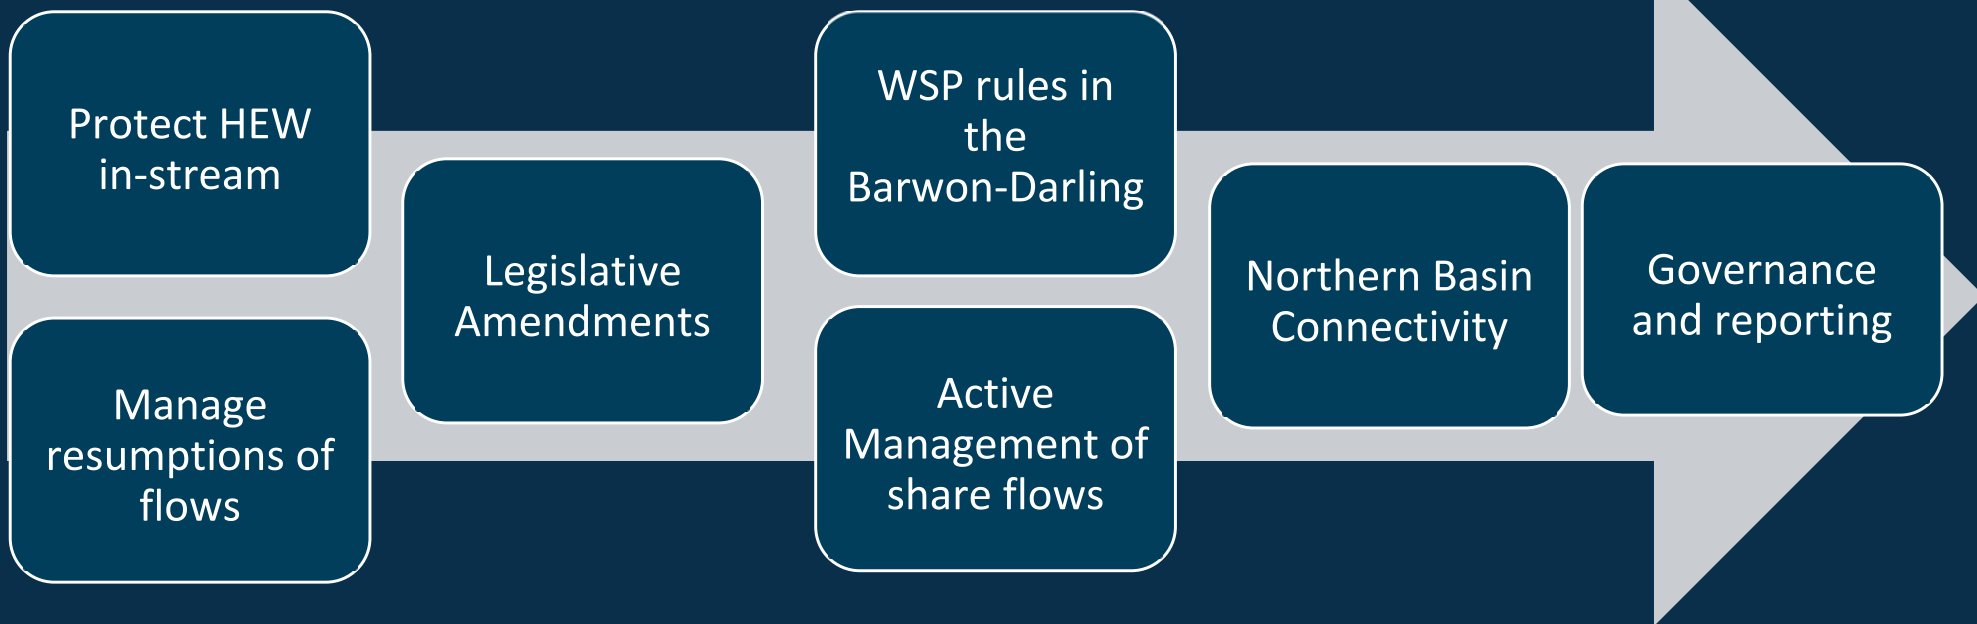 Protect HEW
in-stream
Manage
resumptions of
flows
Legislative
Amendments
WSP rules in
the
Barwon-Darling
Active
Management of
share flows
Northern Basin
Connectivity
Governance
and reporting